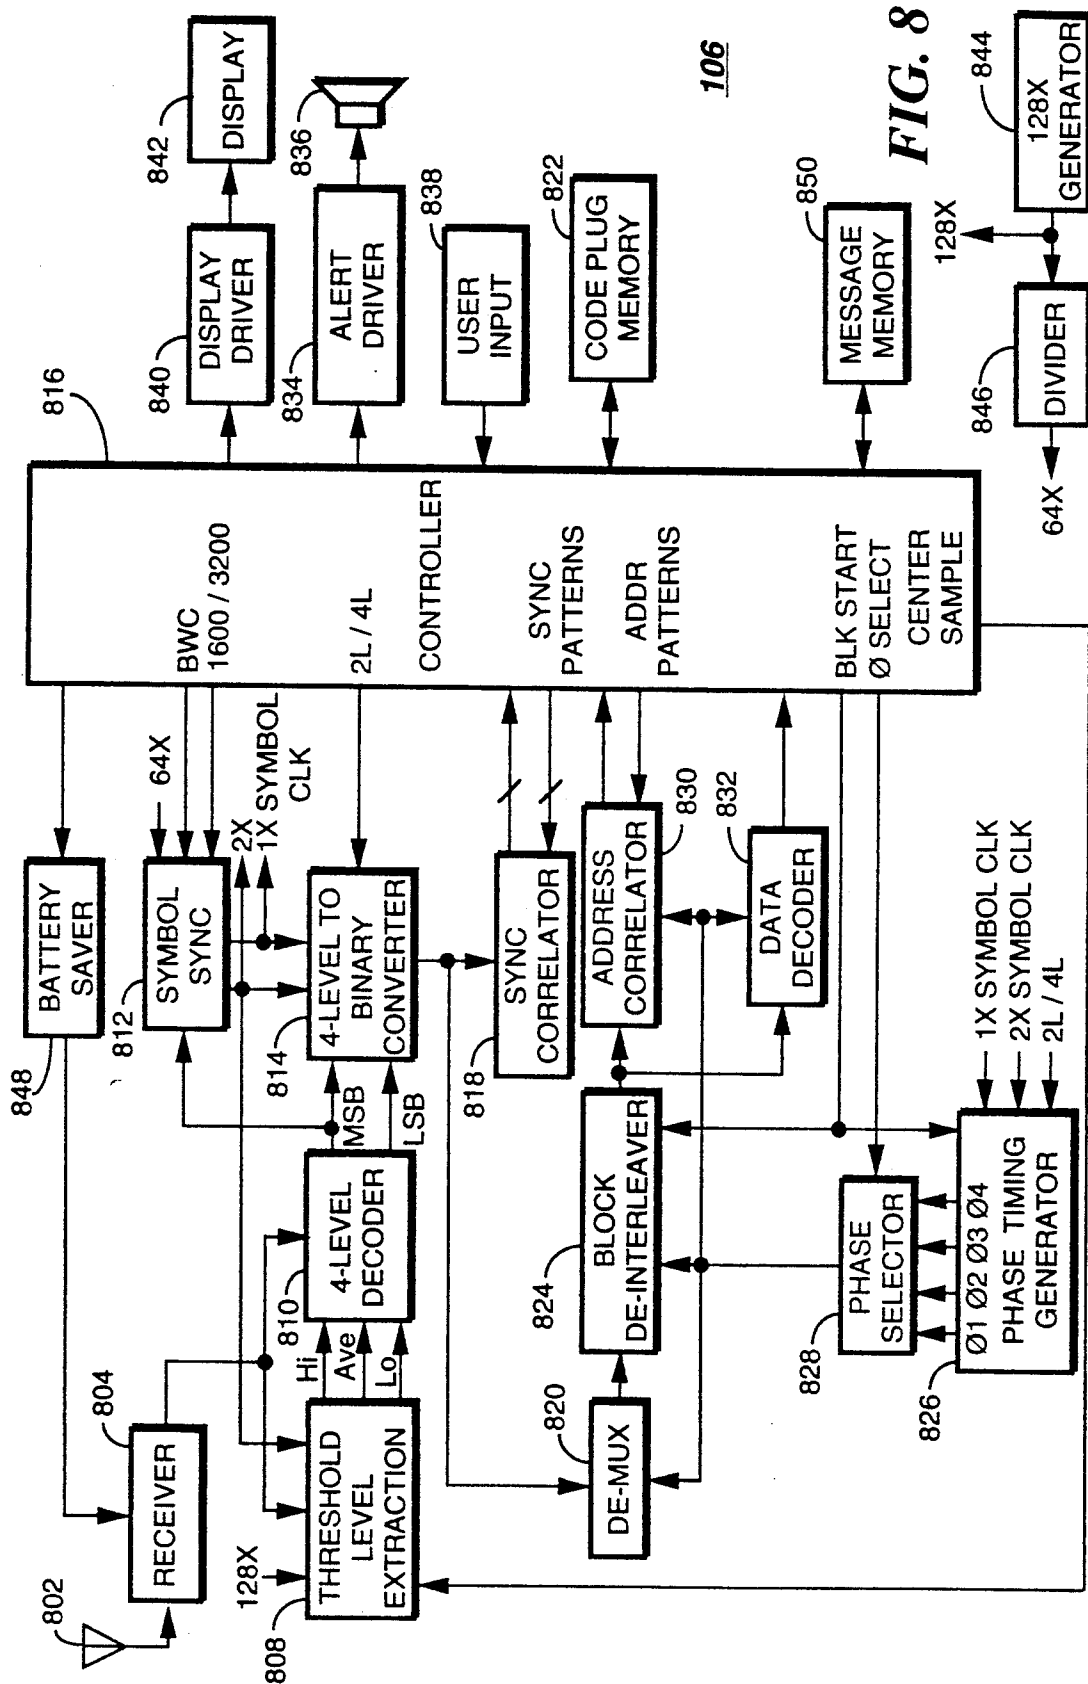 802
804
RECEIVER
848
BATTERY
SAVER
812
SYMBOL
SYNC
64X
BWC
1600 / 3200
2X
1X SYMBOL
CLK
128X
808
THRESHOLD
LEVEL
EXTRACTION
Hi
Ave
Lo
810
4-LEVEL
DECODER
MSB
LSB
814
4-LEVEL TO
BINARY
CONVERTER
2L / 4L
816
CONTROLLER
840
DISPLAY
DRIVER
842
DISPLAY
834
ALERT
DRIVER
836
USER
INPUT
838
818
SYNC
CORRELATOR
SYNC
PATTERNS
CODE PLUG
MEMORY
822
820
DE-MUX
824
BLOCK
DE-INTERLEAVER
ADDRESS
CORRELATOR
830
ADDR
PATTERNS
DATA
DECODER
832
BLK START
Ø SELECT
CENTER
SAMPLE
MESSAGE
MEMORY
850
828
PHASE
SELECTOR
826
Ø1 Ø2 Ø3 Ø4
PHASE TIMING
GENERATOR
1X SYMBOL CLK
2X SYMBOL CLK
2L / 4L
64X
846
DIVIDER
128X
128X
GENERATOR
844
106
FIG. 8